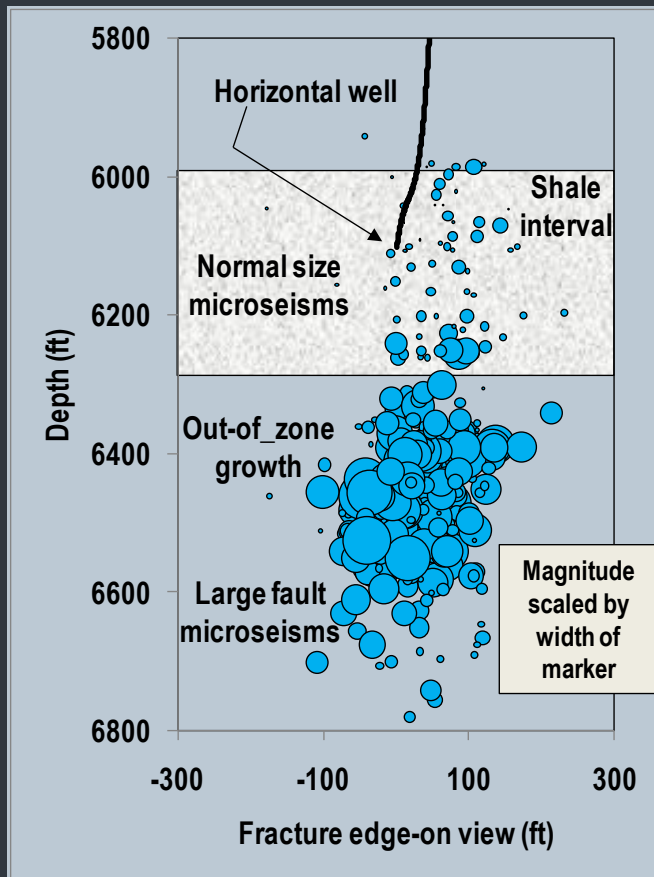 5800
6000
6200
6400
6600
6800
Depth (ft)
Horizontal well
Shale
interval
Normal size
microseisms
Out-of_zone
growth
Large fault
microseisms
Magnitude
scaled by
width of
marker
-300
-100
100
300
Fracture edge-on view (ft)